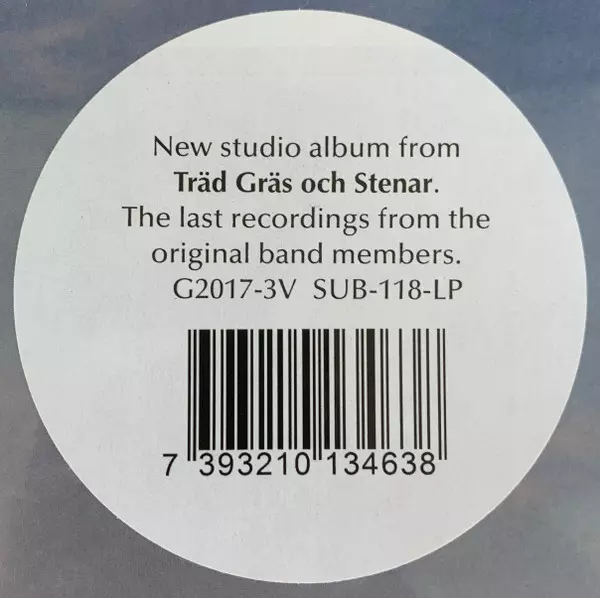 New studio album from
Träd Gräs och Stenar.
The last recordings from the
original band members.
G2017-3V SUB-118-LP
7 393210 134638